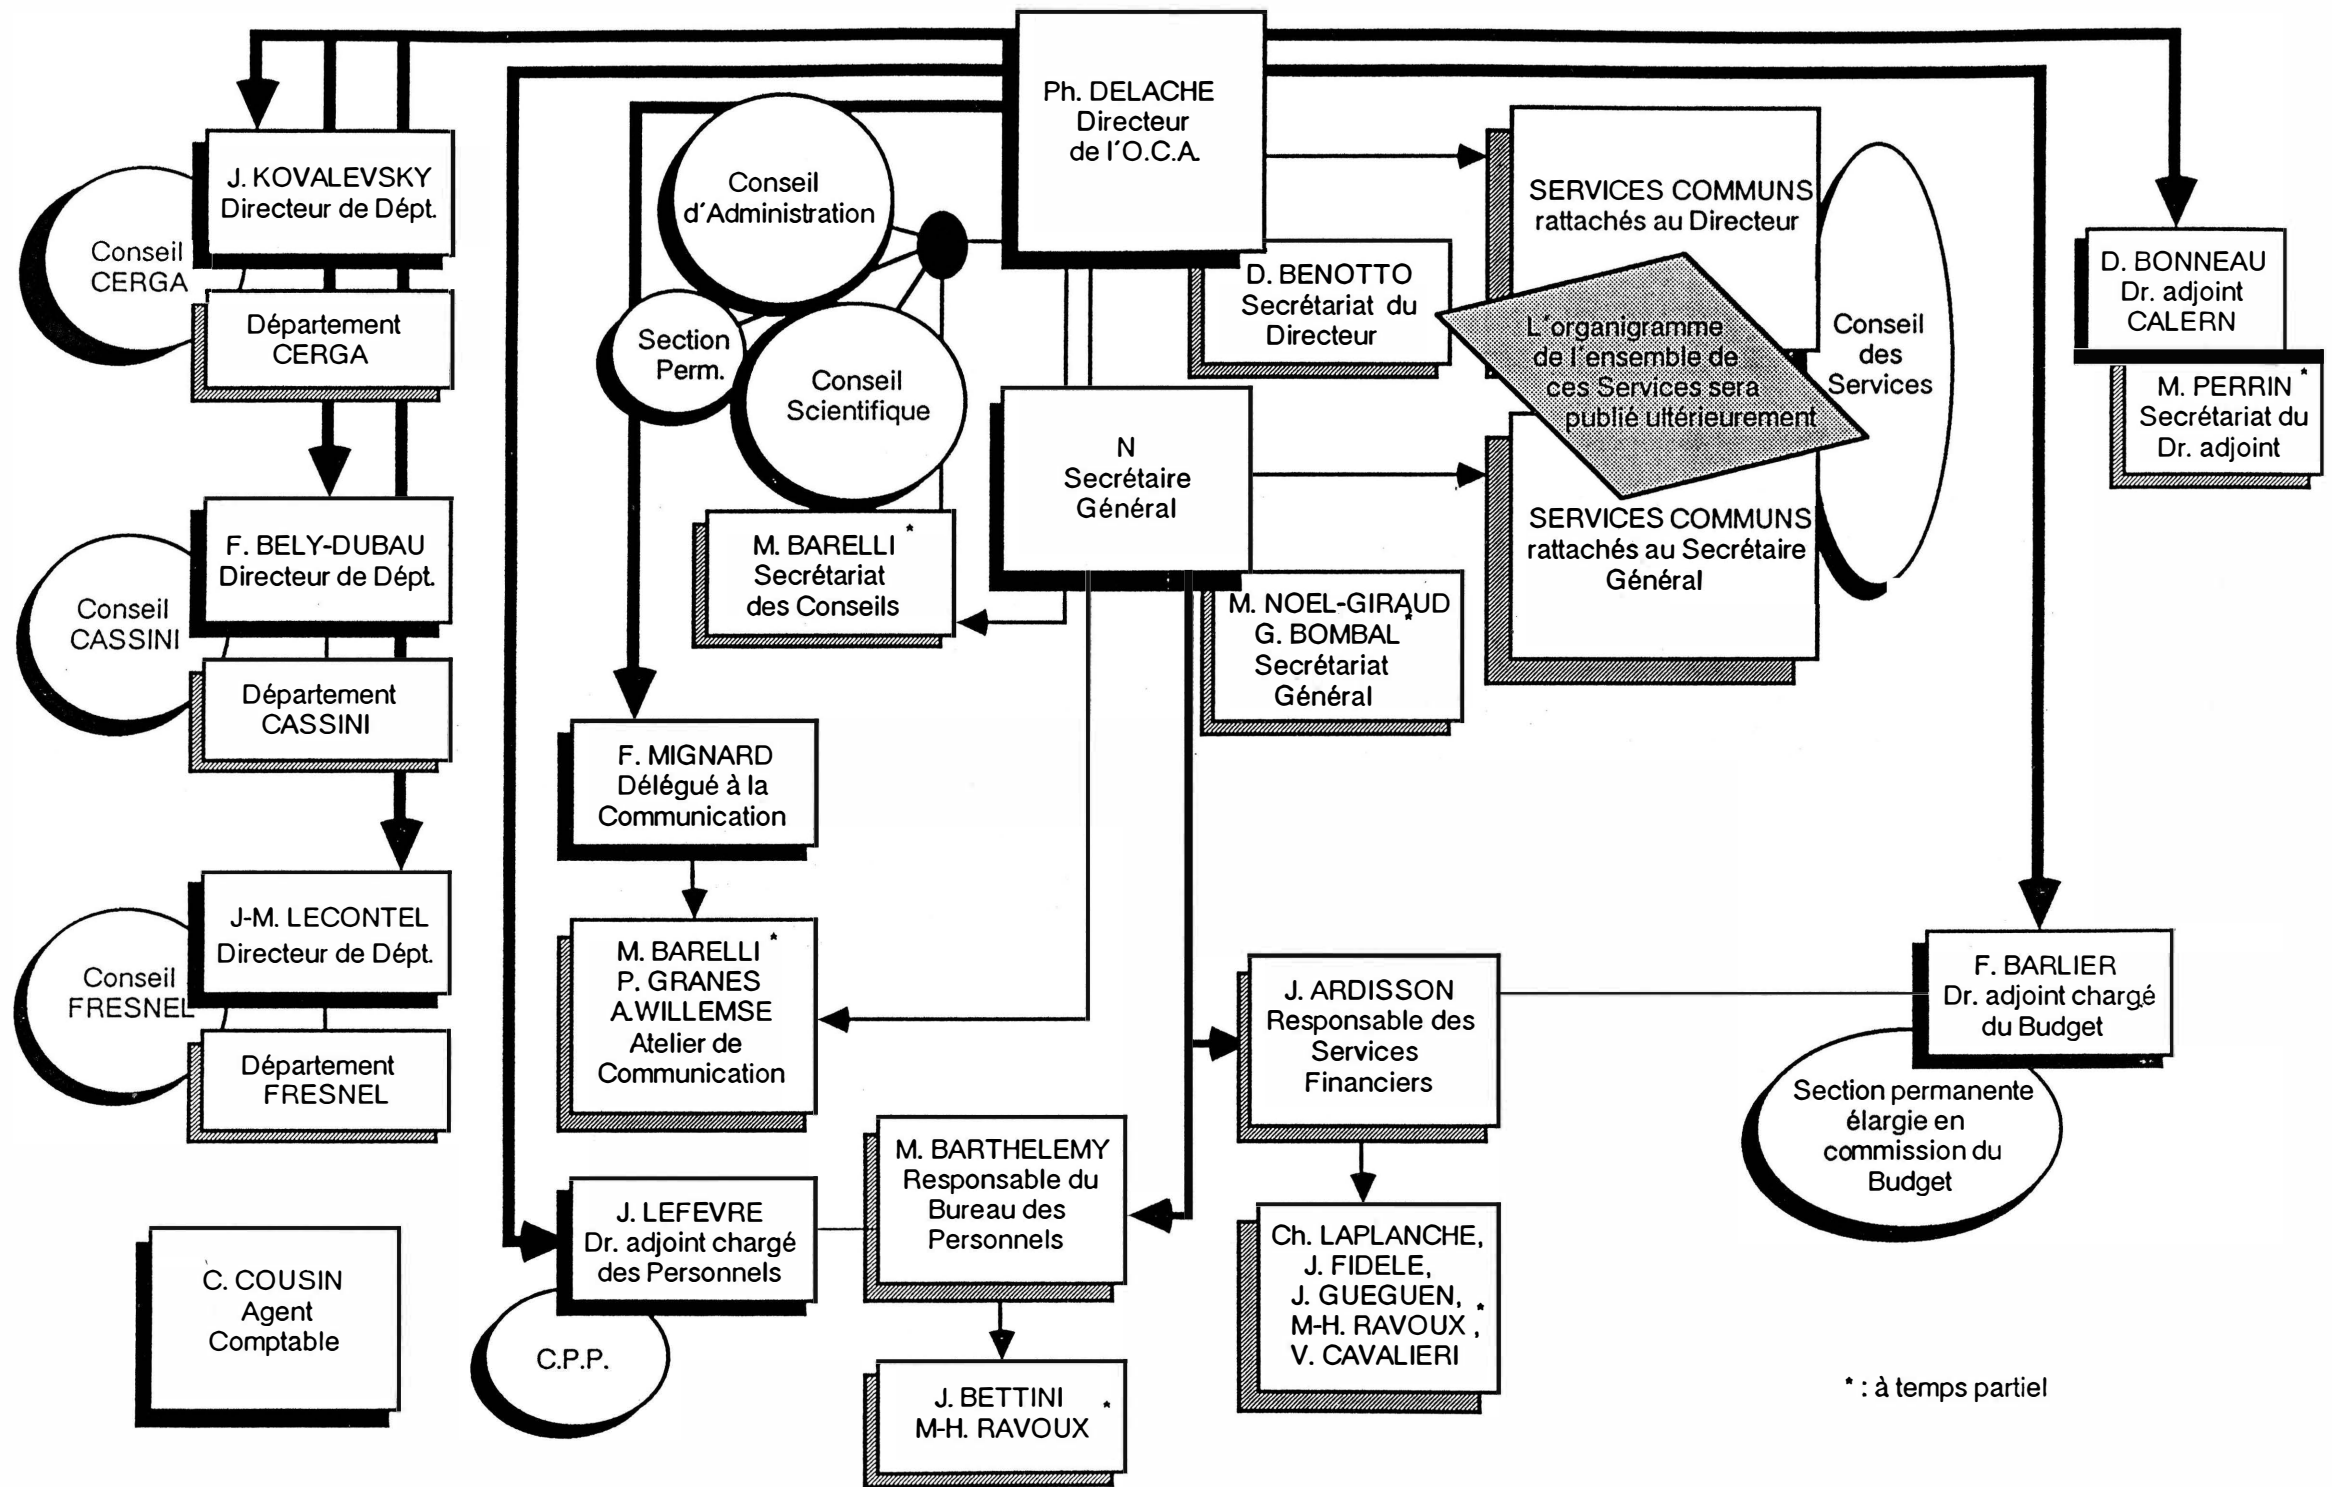 Ph. DELACHE
Directeur
de l'O.C.A.
J. KOVALEVSKY
Directeur de Dépt.
Conseil
CERGA
Département
CERGA
F. BELY-DUBAU
Directeur de Dépt.
Conseil
CASSINI
Département
CASSINI
J-M. LECONTEL
Directeur de Dépt.
Conseil
FRESNEL
Département
FRESNEL
C. COUSIN
Agent
Comptable
Conseil
d'Administration
Section
Perm.
Conseil
Scientifique
M. BARELLI *
Secrétariat
des Conseils
F. MIGNARD
Délégué à la
Communication
M. BARELLI *
P. GRANES
A.WILLEMSE
Atelier de
Communication
J. LEFEVRE
Dr. adjoint chargé
des Personnels
C.P.P.
M. BARTHELEMY
Responsable du
Bureau des
Personnels
J. BETTINI
M-H. RAVOUX *
D. BENOTTO
Secrétariat du
Directeur
N
Secrétaire
Général
M. NOEL-GIRAUD
G. BOMBAL *
Secrétariat
Général
SERVICES COMMUNS
rattachés au Directeur
L'organigramme
de l'ensemble de
ces Services sera
publié ultérieurement
SERVICES COMMUNS
rattachés au Secrétaire
Général
Conseil
des
Services
J. ARDISSON
Responsable des
Services
Financiers
Ch. LAPLANCHE,
J. FIDELE,
J. GUEGUEN,
M-H. RAVOUX *,
V. CAVALIERI
D. BONNEAU
Dr. adjoint
CALERN
M. PERRIN *
Secrétariat du
Dr. adjoint
F. BARLIER
Dr. adjoint chargé
du Budget
Section permanente
élargie en
commission du
Budget
* : à temps partiel